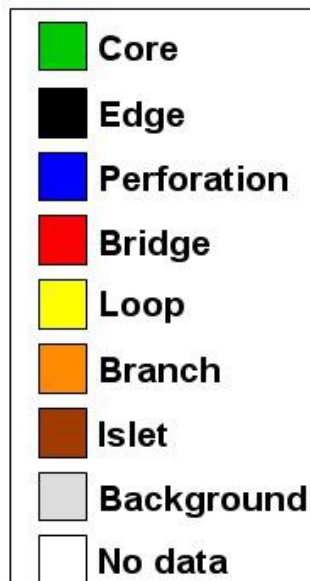 Core
Edge
Perforation
Bridge
Loop
Branch
Islet
Background
No data